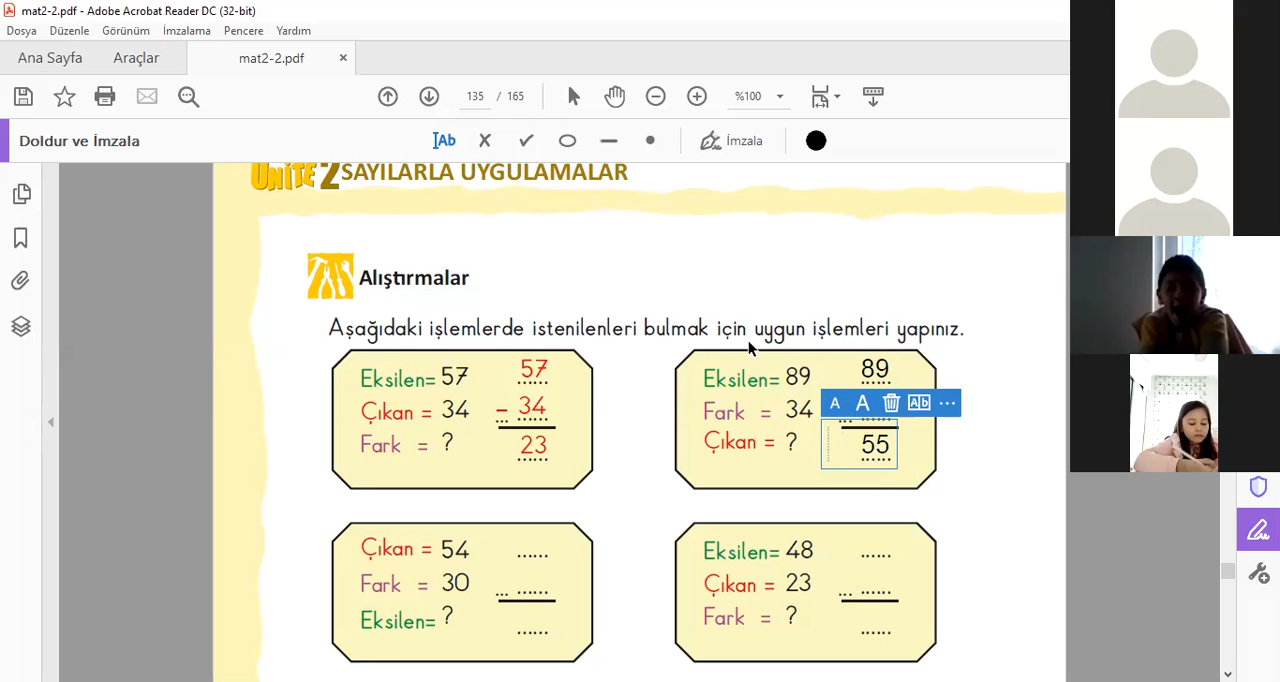 mat2-2.pdf - Adobe Acrobat Reader DC (32-bit)
Dosya Düzenle Görünüm İmzalama Pencere Yardım
Ana Sayfa Araçlar mat2-2.pdf ×
135 / 165 %100
Doldur ve İmzala IAb İmzala
ÜNİTE 2 SAYILARLA UYGULAMALAR
Alıştırmalar
Aşağıdaki işlemlerde istenilenleri bulmak için uygun işlemleri yapınız.
Eksilen= 57 57
Çıkan = 34 - 34
Fark = ? 23
Eksilen= 89 89
Fark = 34 A A Ab ...
Çıkan = ? 55
Çıkan = 54 ......
Fark = 30 ... ......
Eksilen= ? ......
Eksilen= 48 ......
Çıkan = 23 ... ......
Fark = ? ......